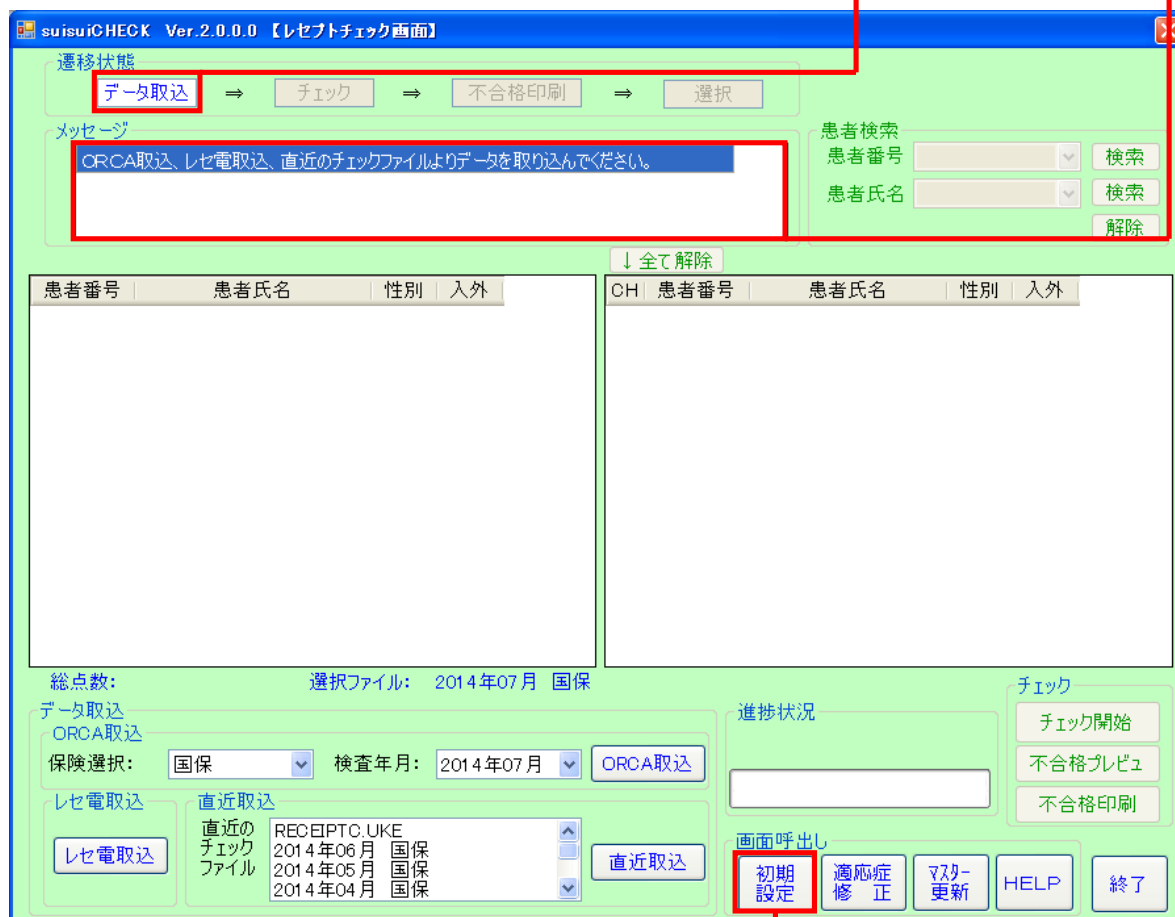 suisuiCHECK Ver.2.0.0.0 【レセプトチェック画面】
遷移状態
データ取込 ⇒ チェック ⇒ 不合格印刷 ⇒ 選択
メッセージ
ORCA取込、レセ電取込、直近のチェックファイルよりデータを取り込んでください。
患者検索
患者番号 検索
患者氏名 検索
解除
↓全て解除
患者番号 患者氏名 性別 入外
CH 患者番号 患者氏名 性別 入外
総点数: 選択ファイル: 2014年07月 国保
データ取込
ORCA取込
保険選択: 国保 検査年月: 2014年07月 ORCA取込
レセ電取込
レセ電取込
直近取込
直近の
チェック
ファイル
RECEIPTC.UKE
2014年06月 国保
2014年05月 国保
2014年04月 国保
直近取込
進捗状況
チェック
チェック開始
不合格プレビュ
不合格印刷
画面呼出し
初期
設定
適応症
修 正
マスター
更新
HELP
終了